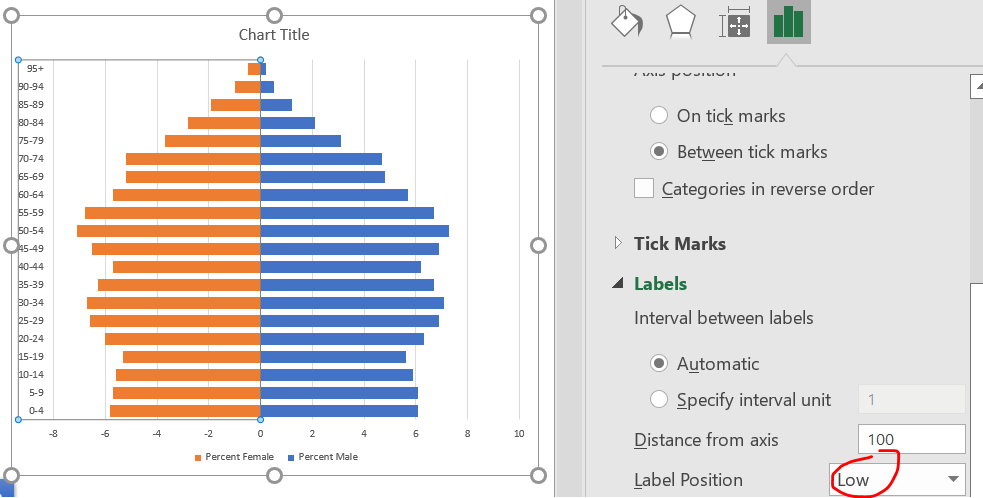 Chart Title
95+
90-94
85-89
80-84
75-79
70-74
65-69
60-64
55-59
50-54
45-49
40-44
35-39
30-34
25-29
20-24
15-19
10-14
5-9
0-4
-8 -6 -4 -2 0 2 4 6 8 10
Percent Female Percent Male
Axis position
On tick marks
Between tick marks
Categories in reverse order
Tick Marks
Labels
Interval between labels
Automatic
Specify interval unit 1
Distance from axis 100
Label Position Low